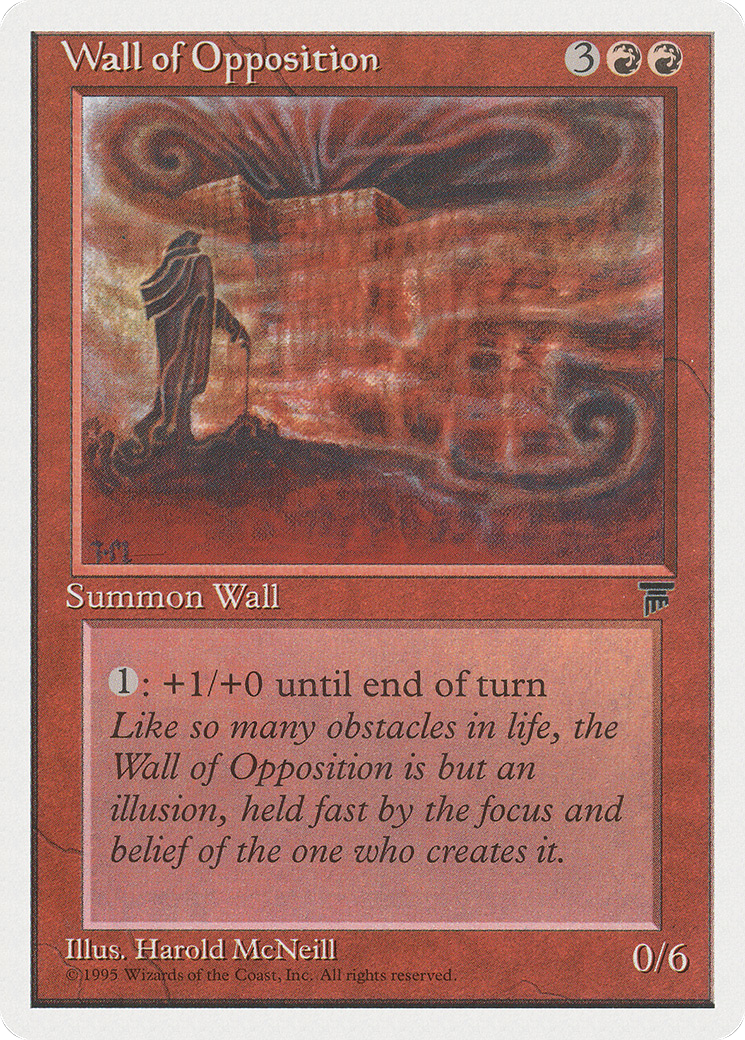 Wall of Opposition 3
Summon Wall
1: +1/+0 until end of turn
Like so many obstacles in life, the
Wall of Opposition is but an
illusion, held fast by the focus and
belief of the one who creates it.
Illus. Harold McNeill
© 1995 Wizards of the Coast, Inc. All rights reserved.
0/6